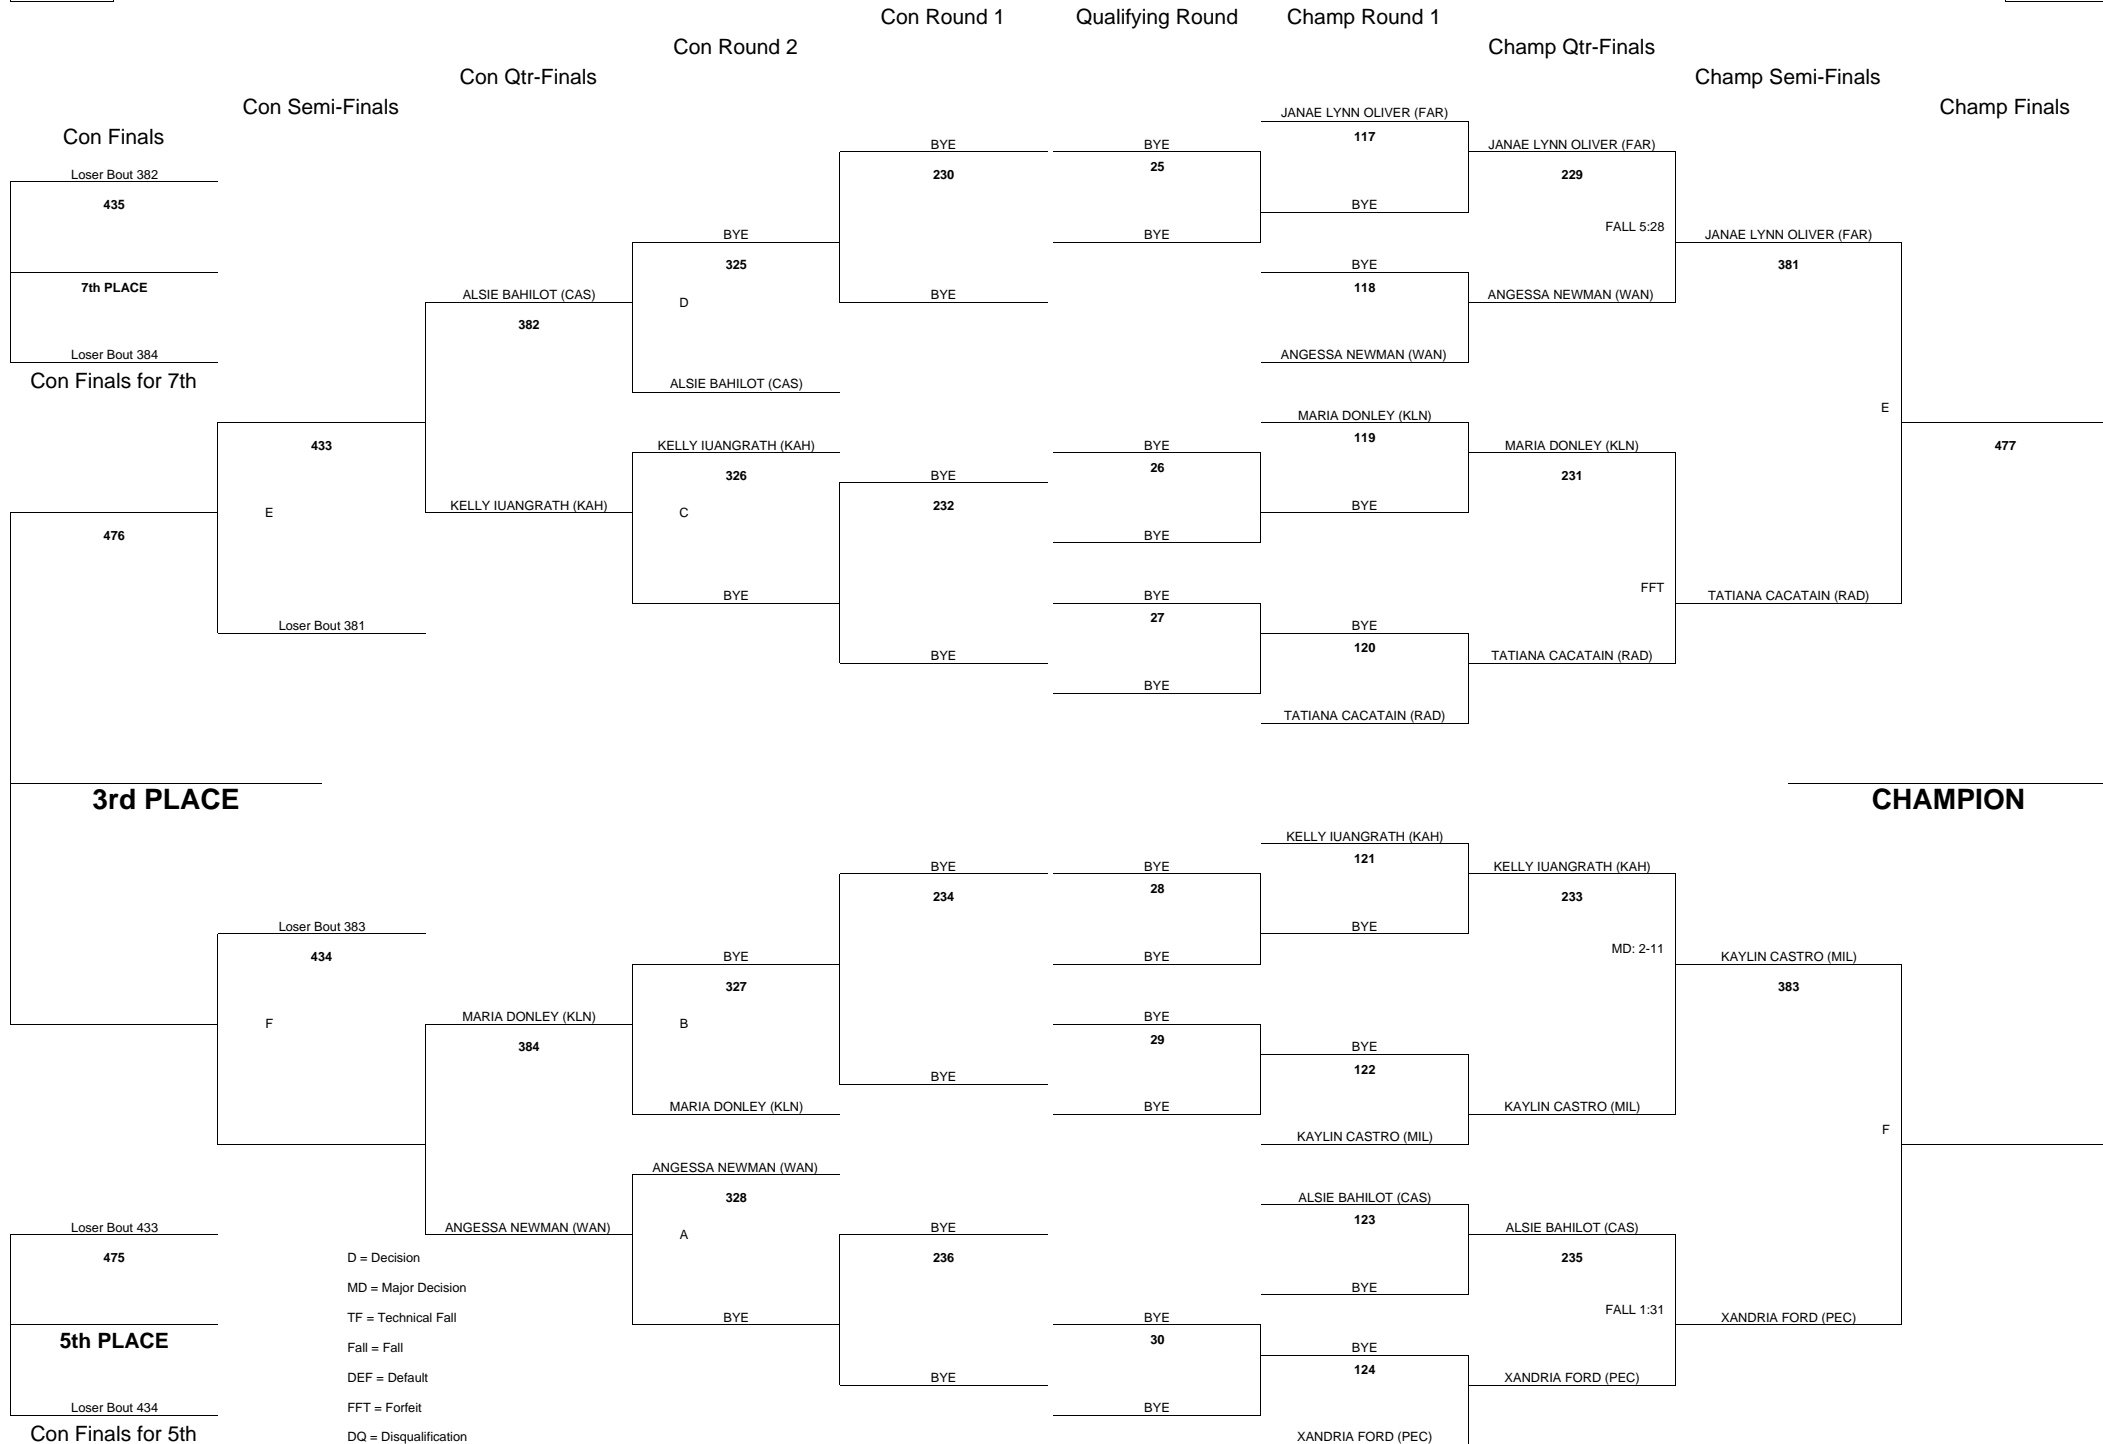 Con Round 1
Qualifying Round
Champ Round 1
Con Round 2
Champ Qtr-Finals
Con Qtr-Finals
Champ Semi-Finals
Con Semi-Finals
Champ Finals
Con Finals
Loser Bout 382
435
7th PLACE
Loser Bout 384
Con Finals for 7th
476
3rd PLACE
Loser Bout 433
475
5th PLACE
Loser Bout 434
Con Finals for 5th
433
E
Loser Bout 381
Loser Bout 383
434
F
D = Decision
MD = Major Decision
TF = Technical Fall
Fall = Fall
DEF = Default
FFT = Forfeit
DQ = Disqualification
ALSIE BAHILOT (CAS)
382
KELLY IUANGRATH (KAH)
MARIA DONLEY (KLN)
384
ANGESSA NEWMAN (WAN)
BYE
325
D
ALSIE BAHILOT (CAS)
KELLY IUANGRATH (KAH)
326
C
BYE
BYE
327
B
MARIA DONLEY (KLN)
ANGESSA NEWMAN (WAN)
328
A
BYE
BYE
230
BYE
BYE
232
BYE
BYE
234
BYE
BYE
236
BYE
BYE
25
BYE
BYE
26
BYE
BYE
27
BYE
BYE
28
BYE
BYE
29
BYE
BYE
30
BYE
JANAE LYNN OLIVER (FAR)
117
BYE
BYE
118
ANGESSA NEWMAN (WAN)
MARIA DONLEY (KLN)
119
BYE
BYE
120
TATIANA CACATAIN (RAD)
KELLY IUANGRATH (KAH)
121
BYE
BYE
122
KAYLIN CASTRO (MIL)
ALSIE BAHILOT (CAS)
123
BYE
BYE
124
XANDRIA FORD (PEC)
JANAE LYNN OLIVER (FAR)
229
FALL 5:28
ANGESSA NEWMAN (WAN)
MARIA DONLEY (KLN)
231
FFT
TATIANA CACATAIN (RAD)
KELLY IUANGRATH (KAH)
233
MD: 2-11
KAYLIN CASTRO (MIL)
ALSIE BAHILOT (CAS)
235
FALL 1:31
XANDRIA FORD (PEC)
JANAE LYNN OLIVER (FAR)
381
E
TATIANA CACATAIN (RAD)
KAYLIN CASTRO (MIL)
383
F
XANDRIA FORD (PEC)
477
CHAMPION